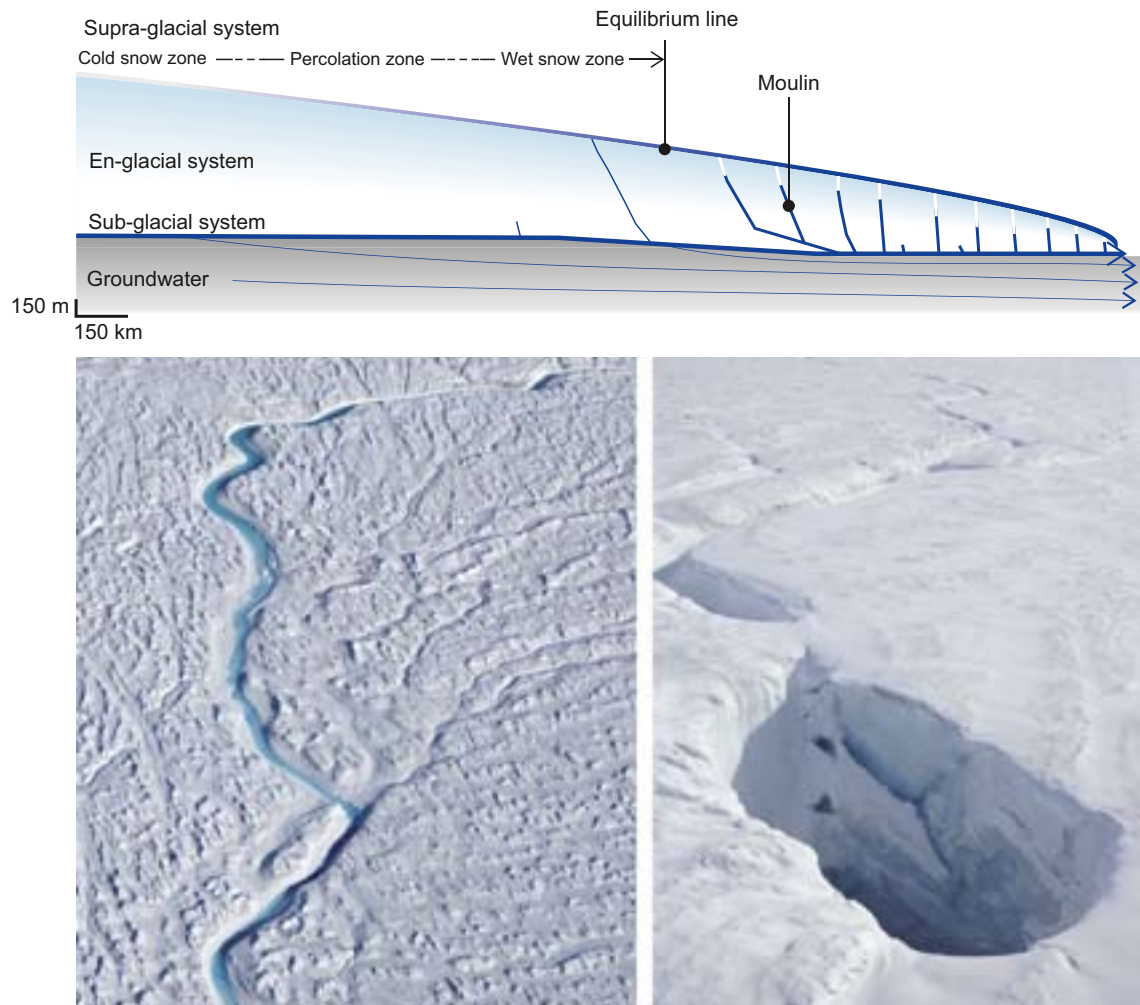 Equilibrium line
Supra-glacial system
Cold snow zone
Percolation zone
Wet snow zone
Moulin
En-glacial system
Sub-glacial system
Groundwater
150 m
150 km